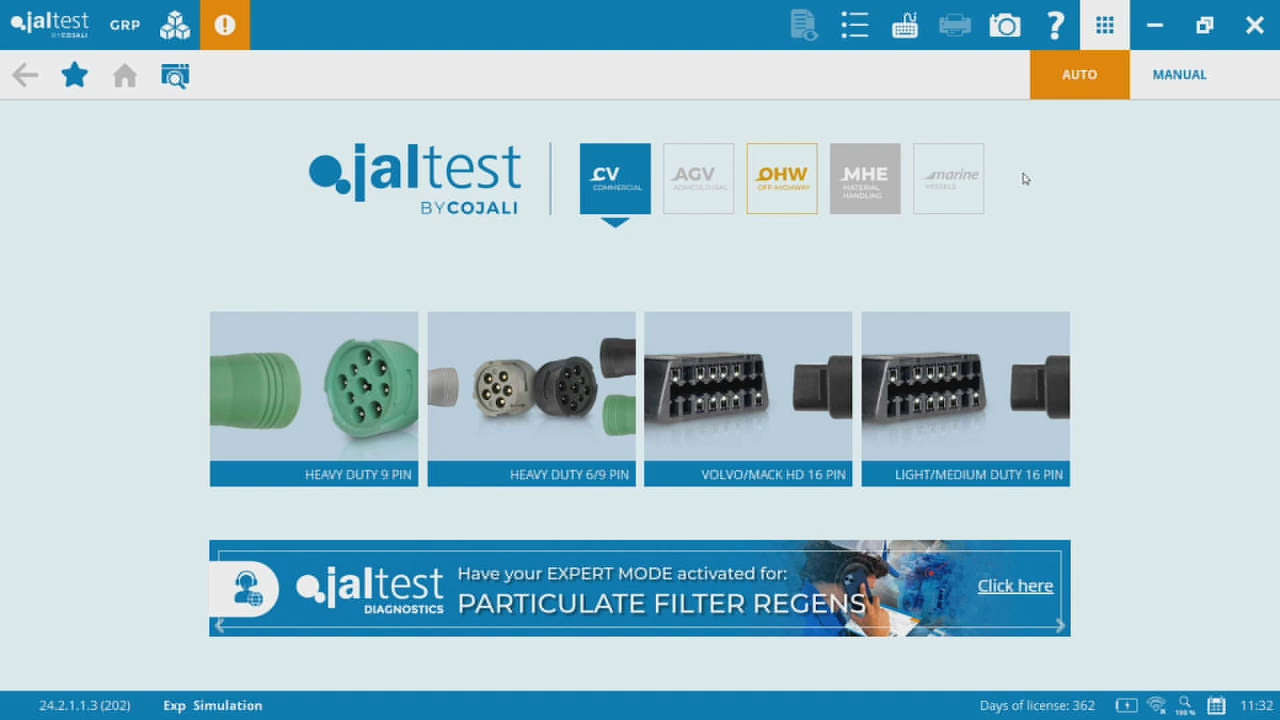 jaltest
BY COJALI
GRP
AUTO
MANUAL
jaltest
BYCOJALI
CV
COMMERCIAL
AGV
AGRICULTURAL
OHW
OFF-HIGHWAY
MHE
MATERIAL
HANDLING
marine
VESSELS
HEAVY DUTY 9 PIN
HEAVY DUTY 6/9 PIN
VOLVO/MACK HD 16 PIN
LIGHT/MEDIUM DUTY 16 PIN
jaltest
DIAGNOSTICS
Have your EXPERT MODE activated for:
PARTICULATE FILTER REGENS
Click here
24.2.1.1.3 (202)
Exp Simulation
Days of license: 362
100 %
11:32